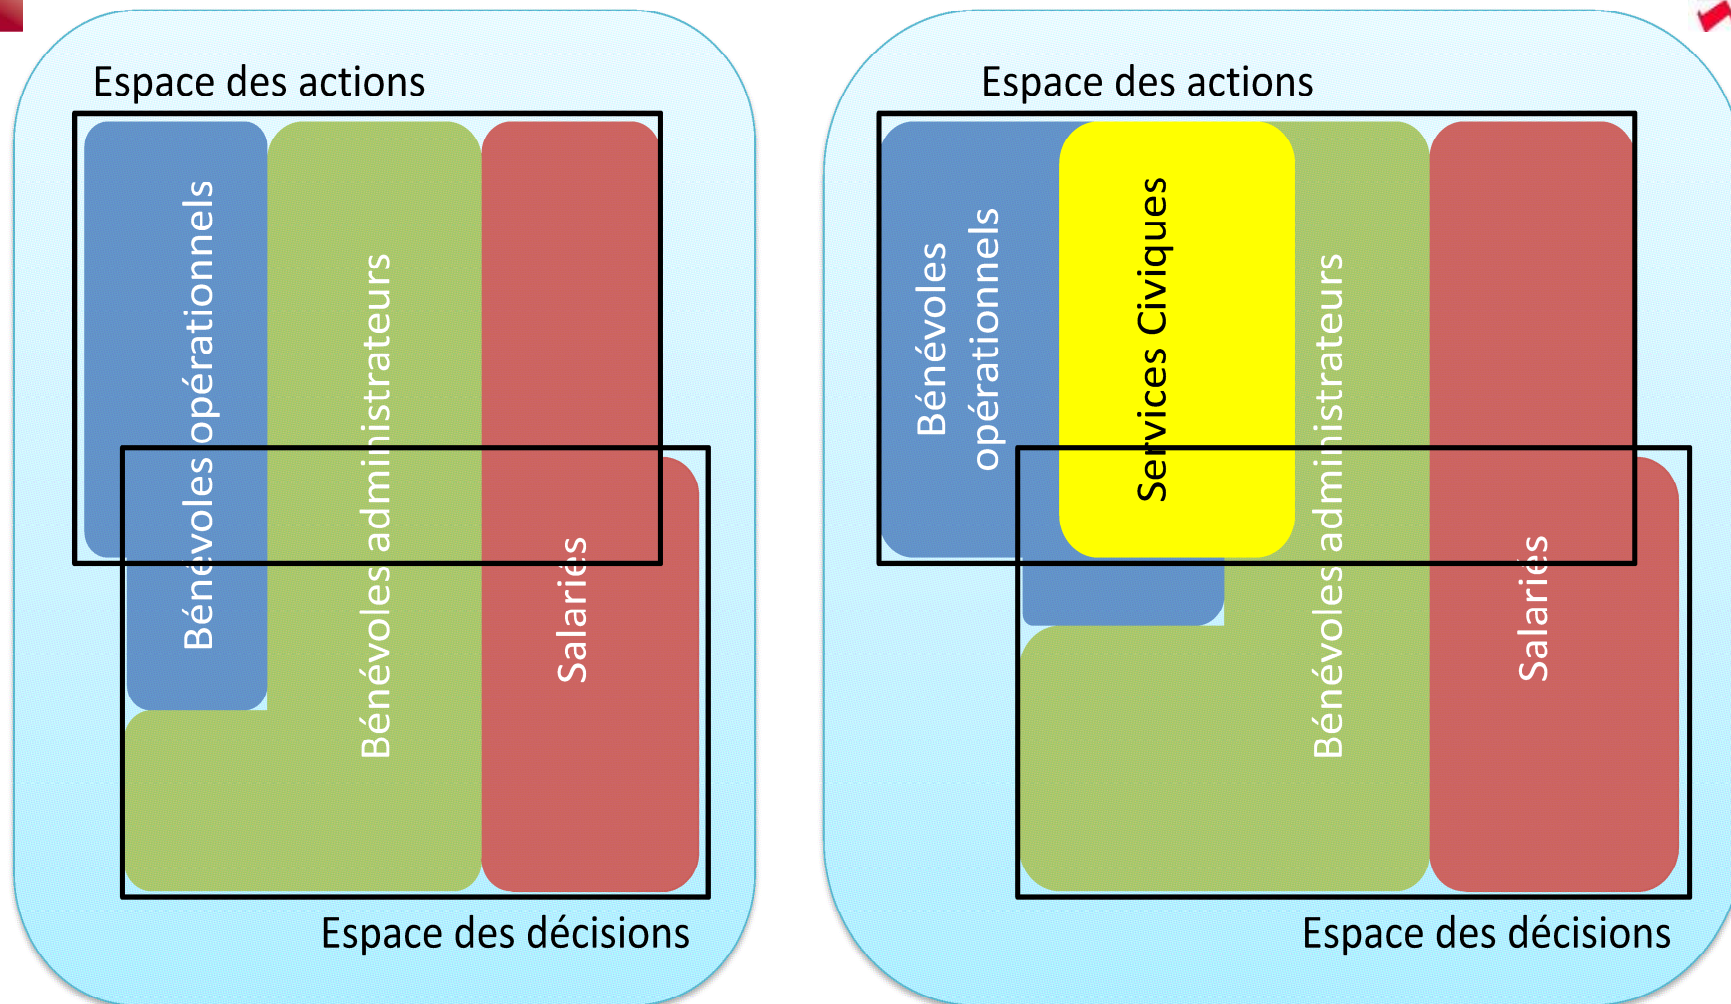 Espace des actions
Bénévoles opérationnels
Bénévoles administrateurs
Salariés
Espace des décisions
Espace des actions
Bénévoles
opérationnels
Services Civiques
Bénévoles administrateurs
Salariés
Espace des décisions